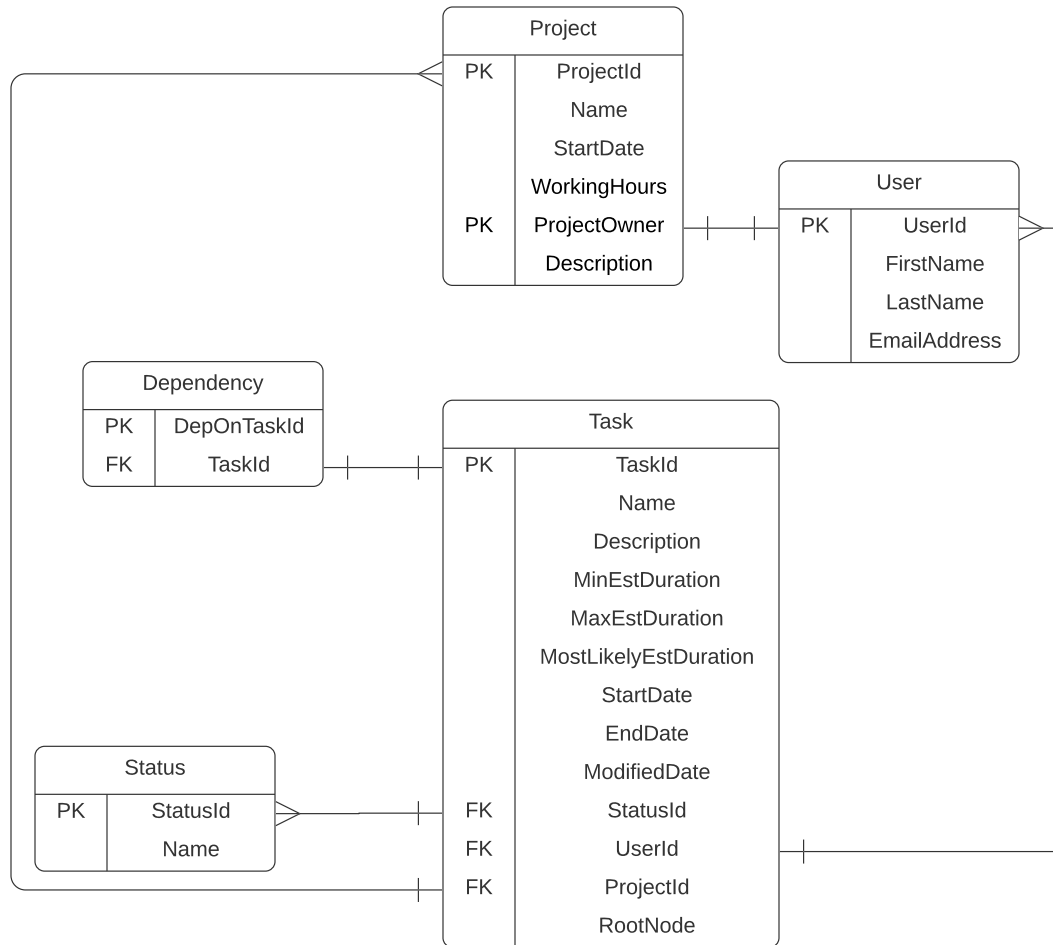 Project
PK ProjectId
Name
StartDate
WorkingHours
PK ProjectOwner
Description
User
PK UserId
FirstName
LastName
EmailAddress
Dependency
PK DepOnTaskId
FK TaskId
Task
PK TaskId
Name
Description
MinEstDuration
MaxEstDuration
MostLikelyEstDuration
StartDate
EndDate
ModifiedDate
FK StatusId
FK UserId
FK ProjectId
RootNode
Status
PK StatusId
Name